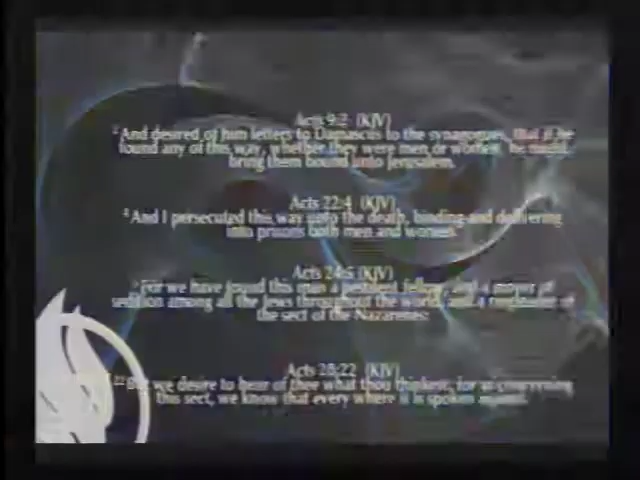 Acts 9:2 (KJV)
2 And desired of him letters to Damascus to the synagogues, that if he
found any of this way, whether they were men or women, he might
bring them bound unto Jerusalem.
Acts 22:4 (KJV)
4 And I persecuted this way unto the death, binding and delivering
into prisons both men and women.
Acts 24:5 (KJV)
5 For we have found this man a pestilent fellow, and a mover of
sedition among all the Jews throughout the world, and a ringleader of
the sect of the Nazarenes:
Acts 28:22 (KJV)
22 But we desire to hear of thee what thou thinkest, for as concerning
this sect, we know that every where it is spoken against.